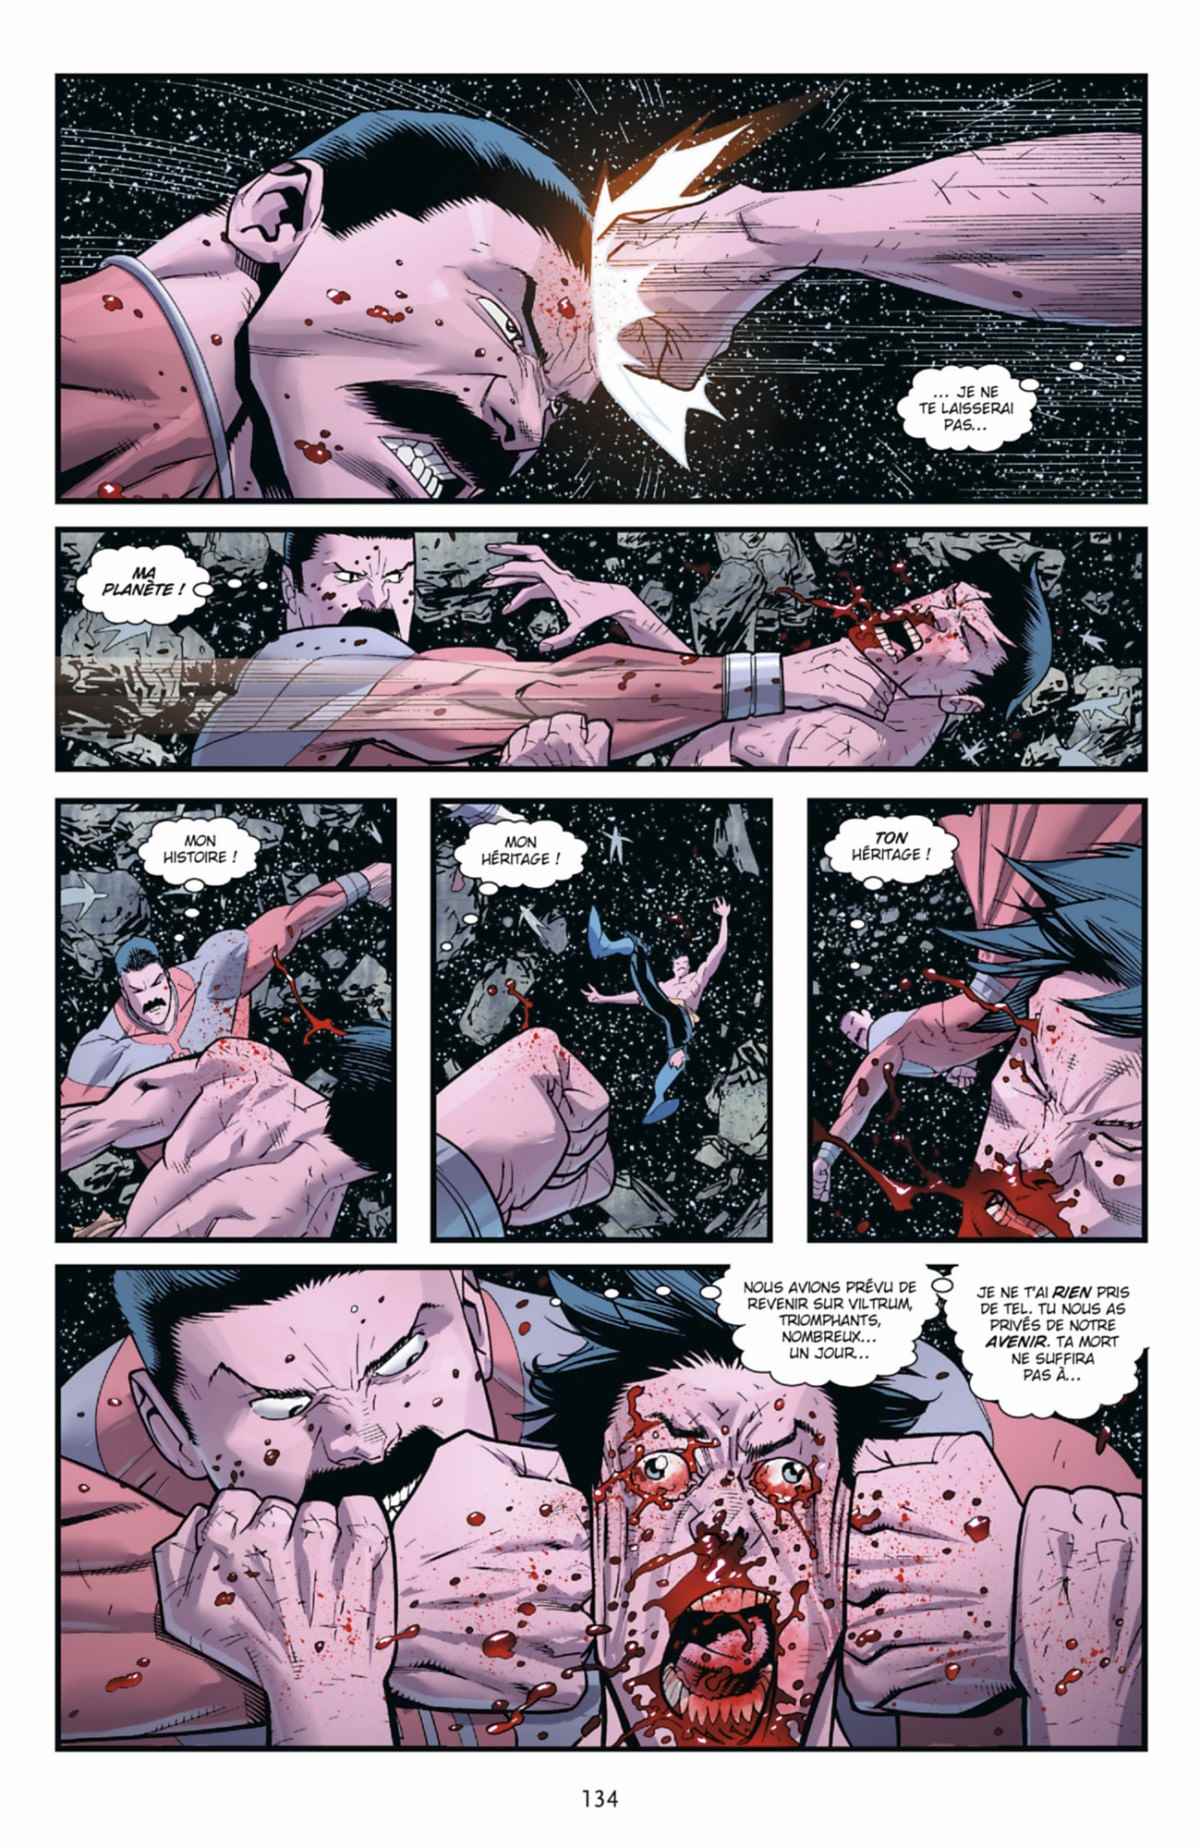 ... JE NE
TE LAISSERAI
PAS...
MA
PLANÈTE !
MON
HISTOIRE !
MON
HÉRITAGE !
TON
HÉRITAGE !
NOUS AVIONS PRÉVU DE
REVENIR SUR VILTRUM,
TRIOMPHANTS,
NOMBREUX...
UN JOUR...
JE NE T'AI RIEN PRIS
DE TEL. TU NOUS AS
PRIVÉS DE NOTRE
AVENIR. TA MORT
NE SUFFIRA
PAS À...
134